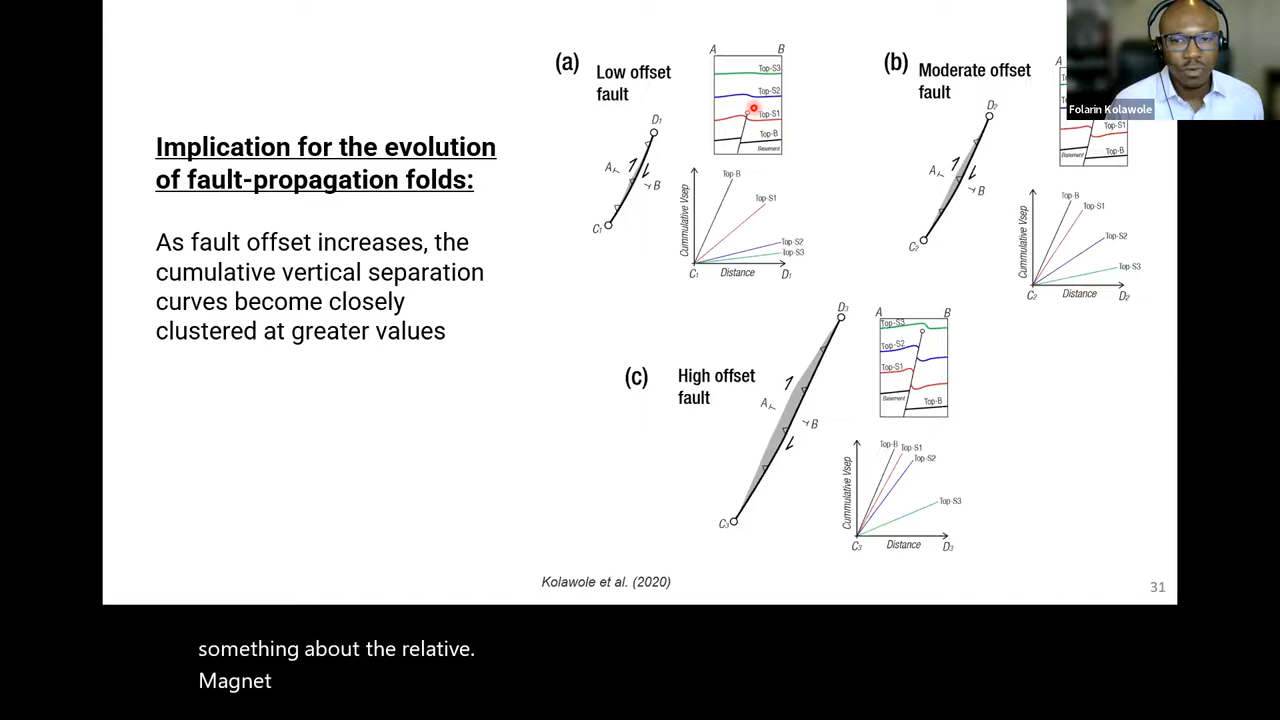 Implication for the evolution
of fault-propagation folds:
As fault offset increases, the
cumulative vertical separation
curves become closely
clustered at greater values
(a)
Low offset
fault
A B
Top-S3
Top-S2
Top-S1
Top-B
Basement
D1
A
B
C1
Cummulative Vsep
Top-B
Top-S1
Top-S2
Top-S3
C1 Distance D1
(b)
Moderate offset
fault
A
Top-S1
Basement
Top-B
D2
A
B
C2
Cummulative Vsep
Top-B
Top-S1
Top-S2
Top-S3
C2 Distance D2
(c)
High offset
fault
D3
A
B
C3
A B
Top-S3
Top-S2
Top-S1
Basement
Top-B
Cummulative Vsep
Top-B
Top-S1
Top-S2
Top-S3
C3 Distance D3
Kolawole et al. (2020)
31
Folarin Kolawole
something about the relative.
Magnet